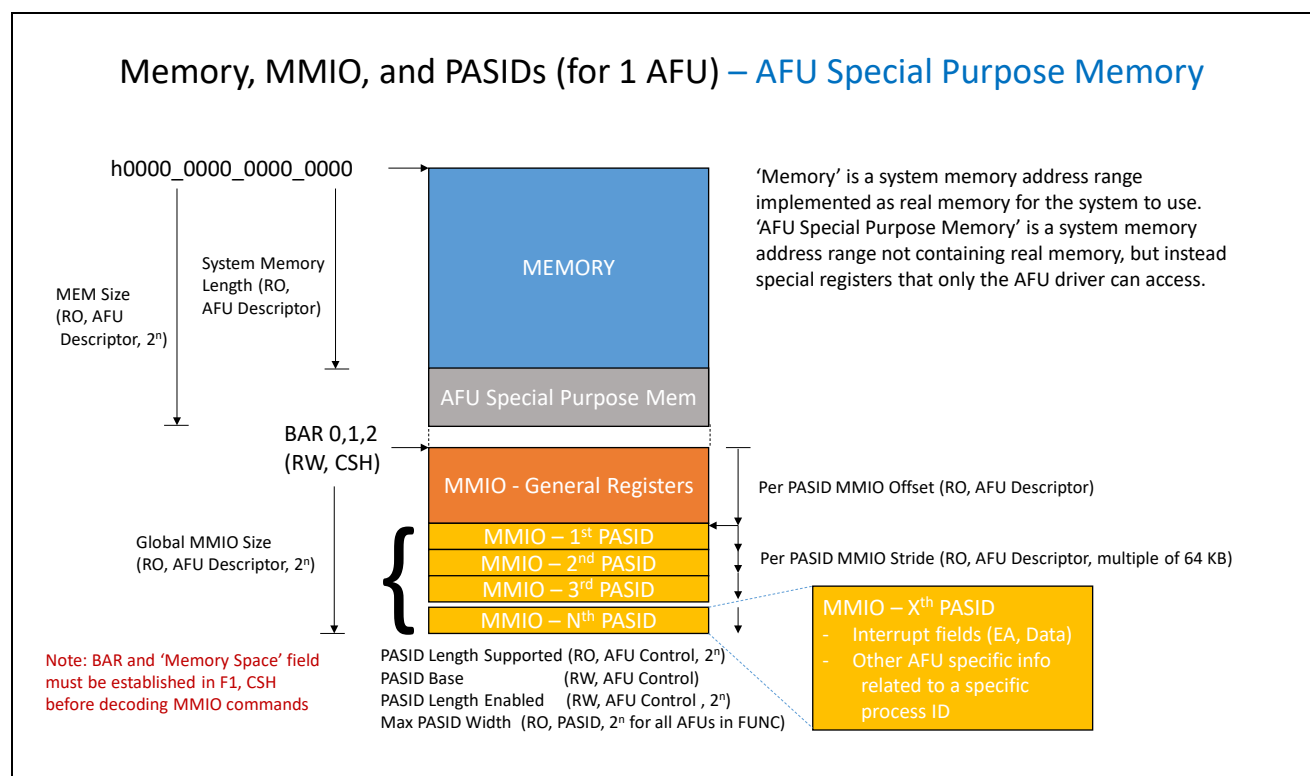 Memory, MMIO, and PASIDs (for 1 AFU) – AFU Special Purpose Memory
h0000_0000_0000_0000
‘Memory’ is a system memory address range
implemented as real memory for the system to use.
‘AFU Special Purpose Memory’ is a system memory
address range not containing real memory, but instead
special registers that only the AFU driver can access.
MEMORY
System Memory
Length (RO,
AFU Descriptor)
MEM Size
(RO, AFU
Descriptor, 2ⁿ)
AFU Special Purpose Mem
BAR 0,1,2
(RW, CSH)
MMIO - General Registers
Per PASID MMIO Offset (RO, AFU Descriptor)
Global MMIO Size
(RO, AFU Descriptor, 2ⁿ)
{
MMIO – 1st PASID
MMIO – 2nd PASID
MMIO – 3rd PASID
MMIO – Nth PASID
Per PASID MMIO Stride (RO, AFU Descriptor, multiple of 64 KB)
MMIO – Xth PASID
- Interrupt fields (EA, Data)
- Other AFU specific info
related to a specific
process ID
Note: BAR and ‘Memory Space’ field
must be established in F1, CSH
before decoding MMIO commands
PASID Length Supported (RO, AFU Control, 2ⁿ)
PASID Base (RW, AFU Control)
PASID Length Enabled (RW, AFU Control , 2ⁿ)
Max PASID Width (RO, PASID, 2ⁿ for all AFUs in FUNC)